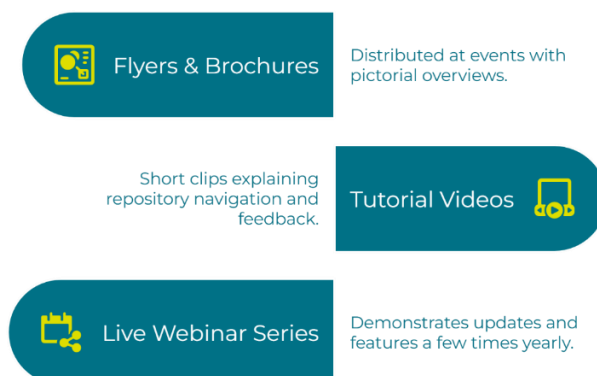 Flyers & Brochures
Distributed at events with
pictorial overviews.
Short clips explaining
repository navigation and
feedback.
Tutorial Videos
Live Webinar Series
Demonstrates updates and
features a few times yearly.